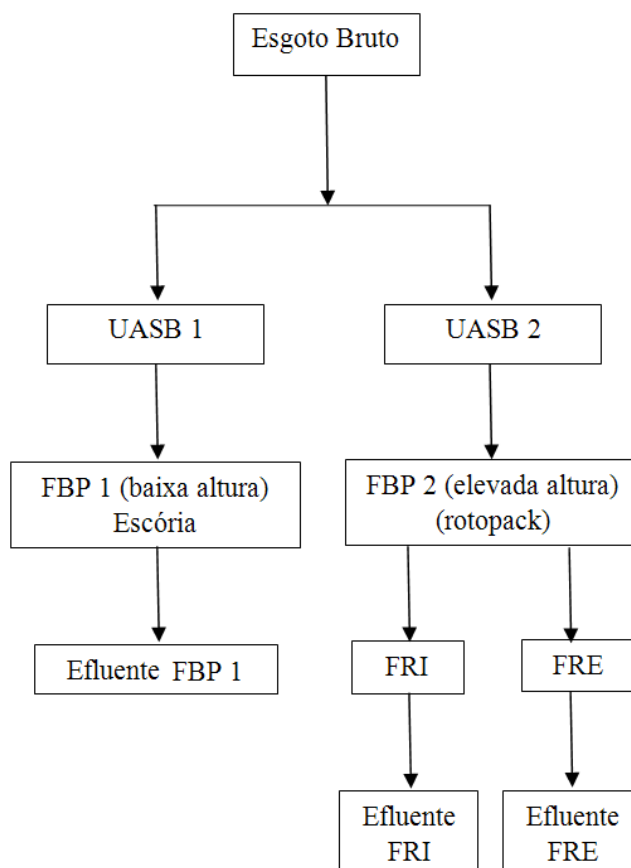 Esgoto Bruto
UASB 1
UASB 2
FBP 1 (baixa altura)
Escória
FBP 2 (elevada altura)
(rotopack)
Efluente FBP 1
FRI
FRE
Efluente
FRI
Efluente
FRE